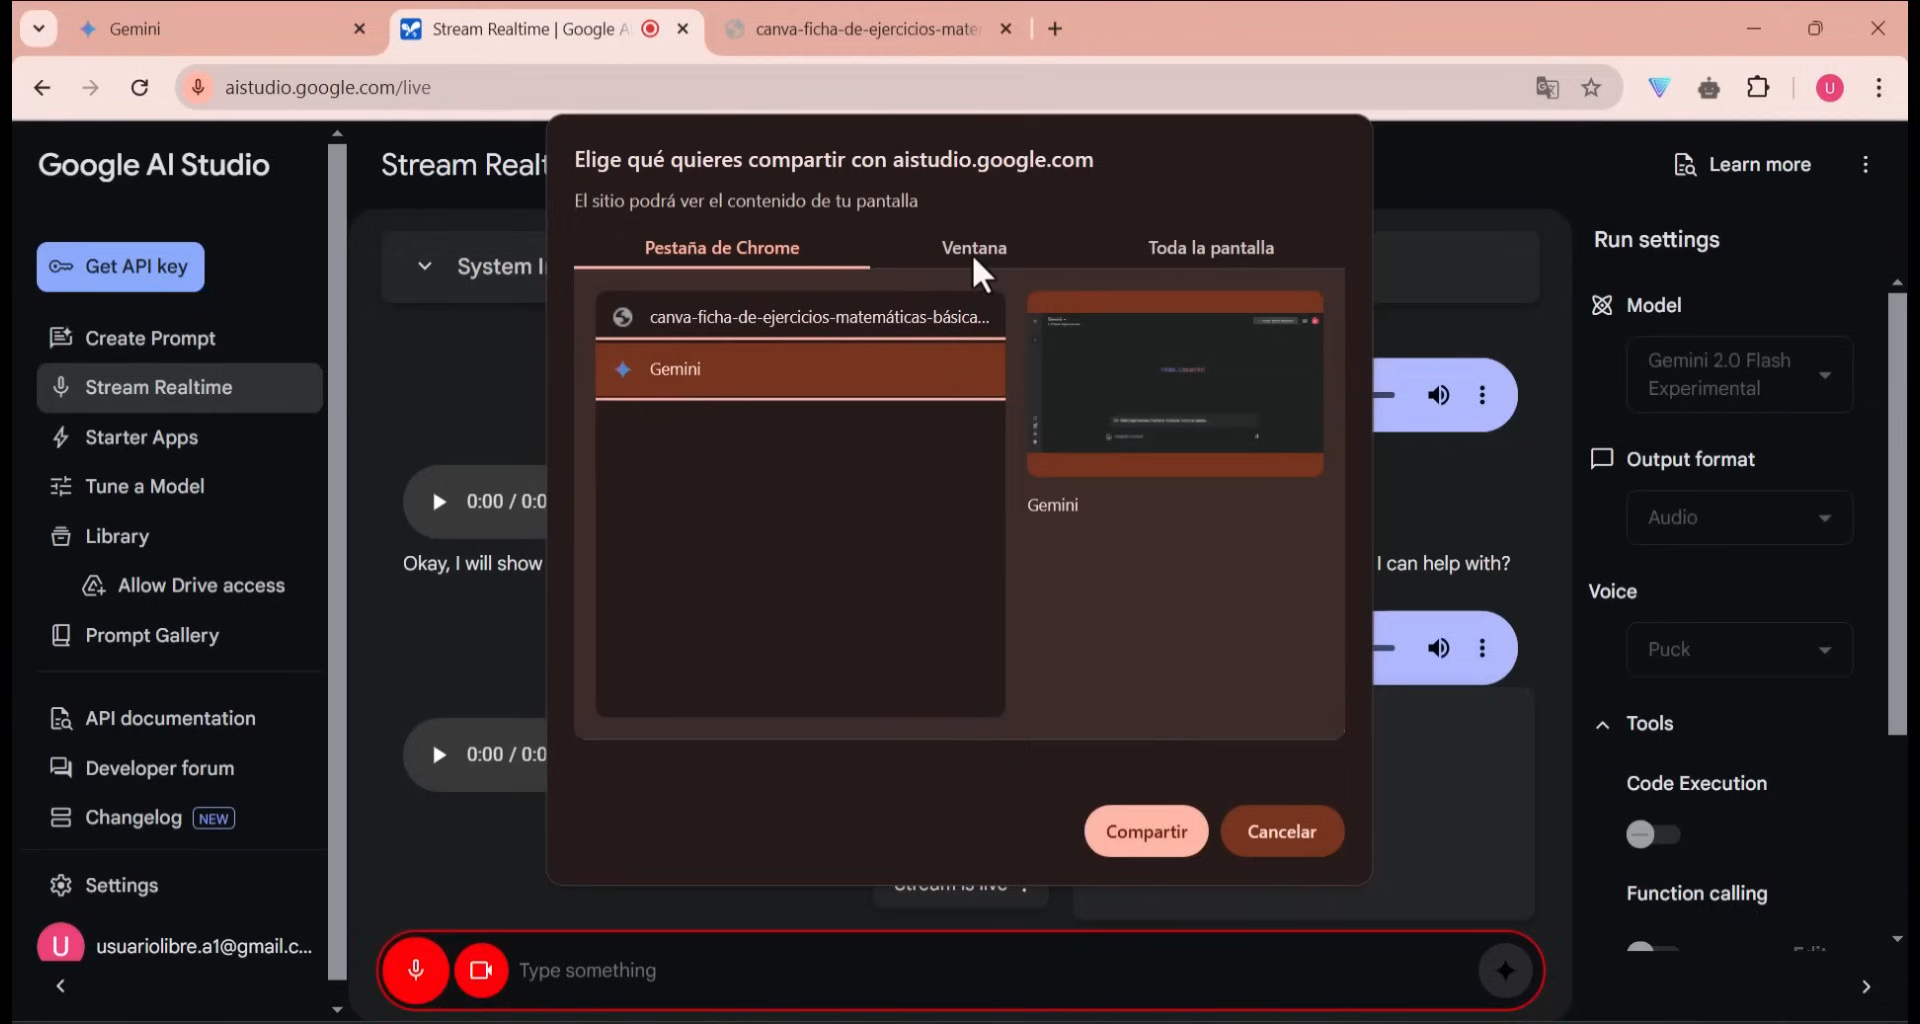 Gemini
Stream Realtime | Google A
canva-ficha-de-ejercicios-mate
aistudio.google.com/live
U
Google AI Studio
Get API key
Create Prompt
Stream Realtime
Starter Apps
Tune a Model
Library
Allow Drive access
Prompt Gallery
API documentation
Developer forum
Changelog NEW
Settings
U usuariolibre.a1@gmail.c...
Stream Realt
Learn more
System I
0:00 / 0:0
Okay, I will show
I can help with?
0:00 / 0:0
Stream is live
Type something
Elige qué quieres compartir con aistudio.google.com
El sitio podrá ver el contenido de tu pantalla
Pestaña de Chrome
Ventana
Toda la pantalla
canva-ficha-de-ejercicios-matemáticas-básica...
Gemini
Gemini
Compartir
Cancelar
Run settings
Model
Gemini 2.0 Flash
Experimental
Output format
Audio
Voice
Puck
Tools
Code Execution
Function calling